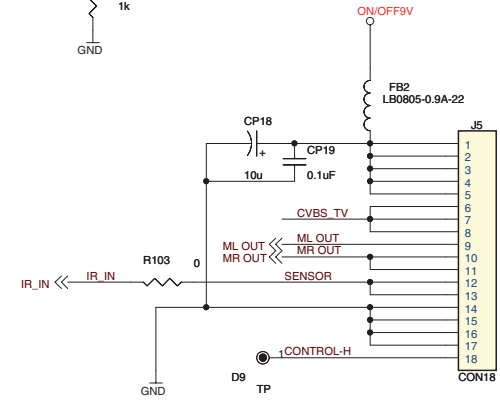 ON/OFF9V
1k
GND
FB2
LB0805-0.9A-22
CP18
J5
+
CP19
10u
0.1uF
1
2
3
4
5
6
CVBS_TV
7
8
ML OUT
ML OUT
9
MR OUT
MR OUT
10
R103
0
11
IR_IN
IR_IN
SENSOR
12
13
14
15
16
17
1
CONTROL-H
18
D9
TP
CON18
GND